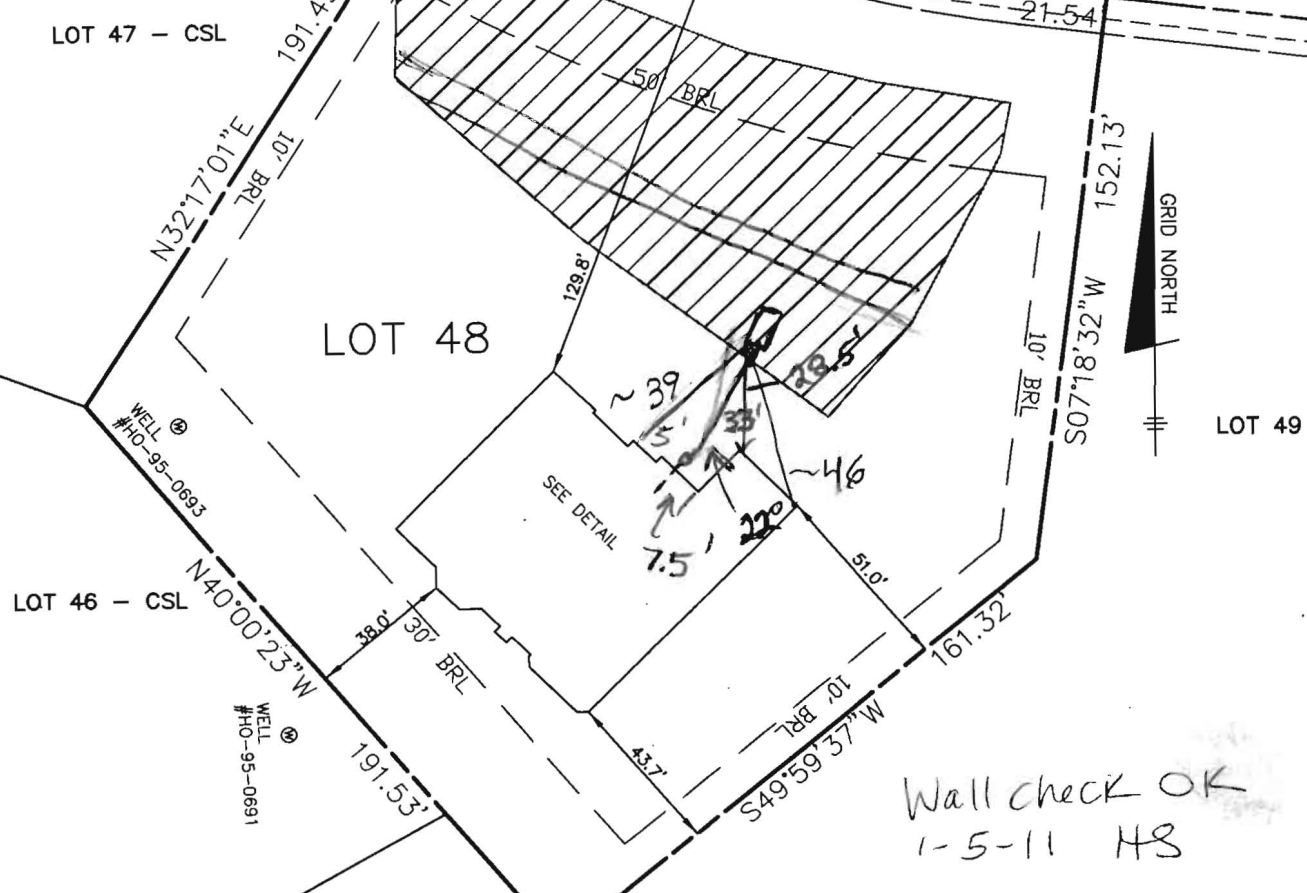 LOT 47 – CSL
191.4
21.54
N32°17'01"E
10' BRL
50' BRL
152.13'
GRID NORTH
129.8'
LOT 48
S07°18'32"W
10' BRL
LOT 49
WELL
#HO-95-0693
~39
28.5'
5'
33'
~46
SEE DETAIL
7.5'
22°
51.0'
LOT 46 – CSL
N40°00'23"W
38.0'
30' BRL
161.32'
10' BRL
S49°59'37"W
WELL
#HO-95-0691
191.53'
43.7'
Wall check OK
1-5-11 HS